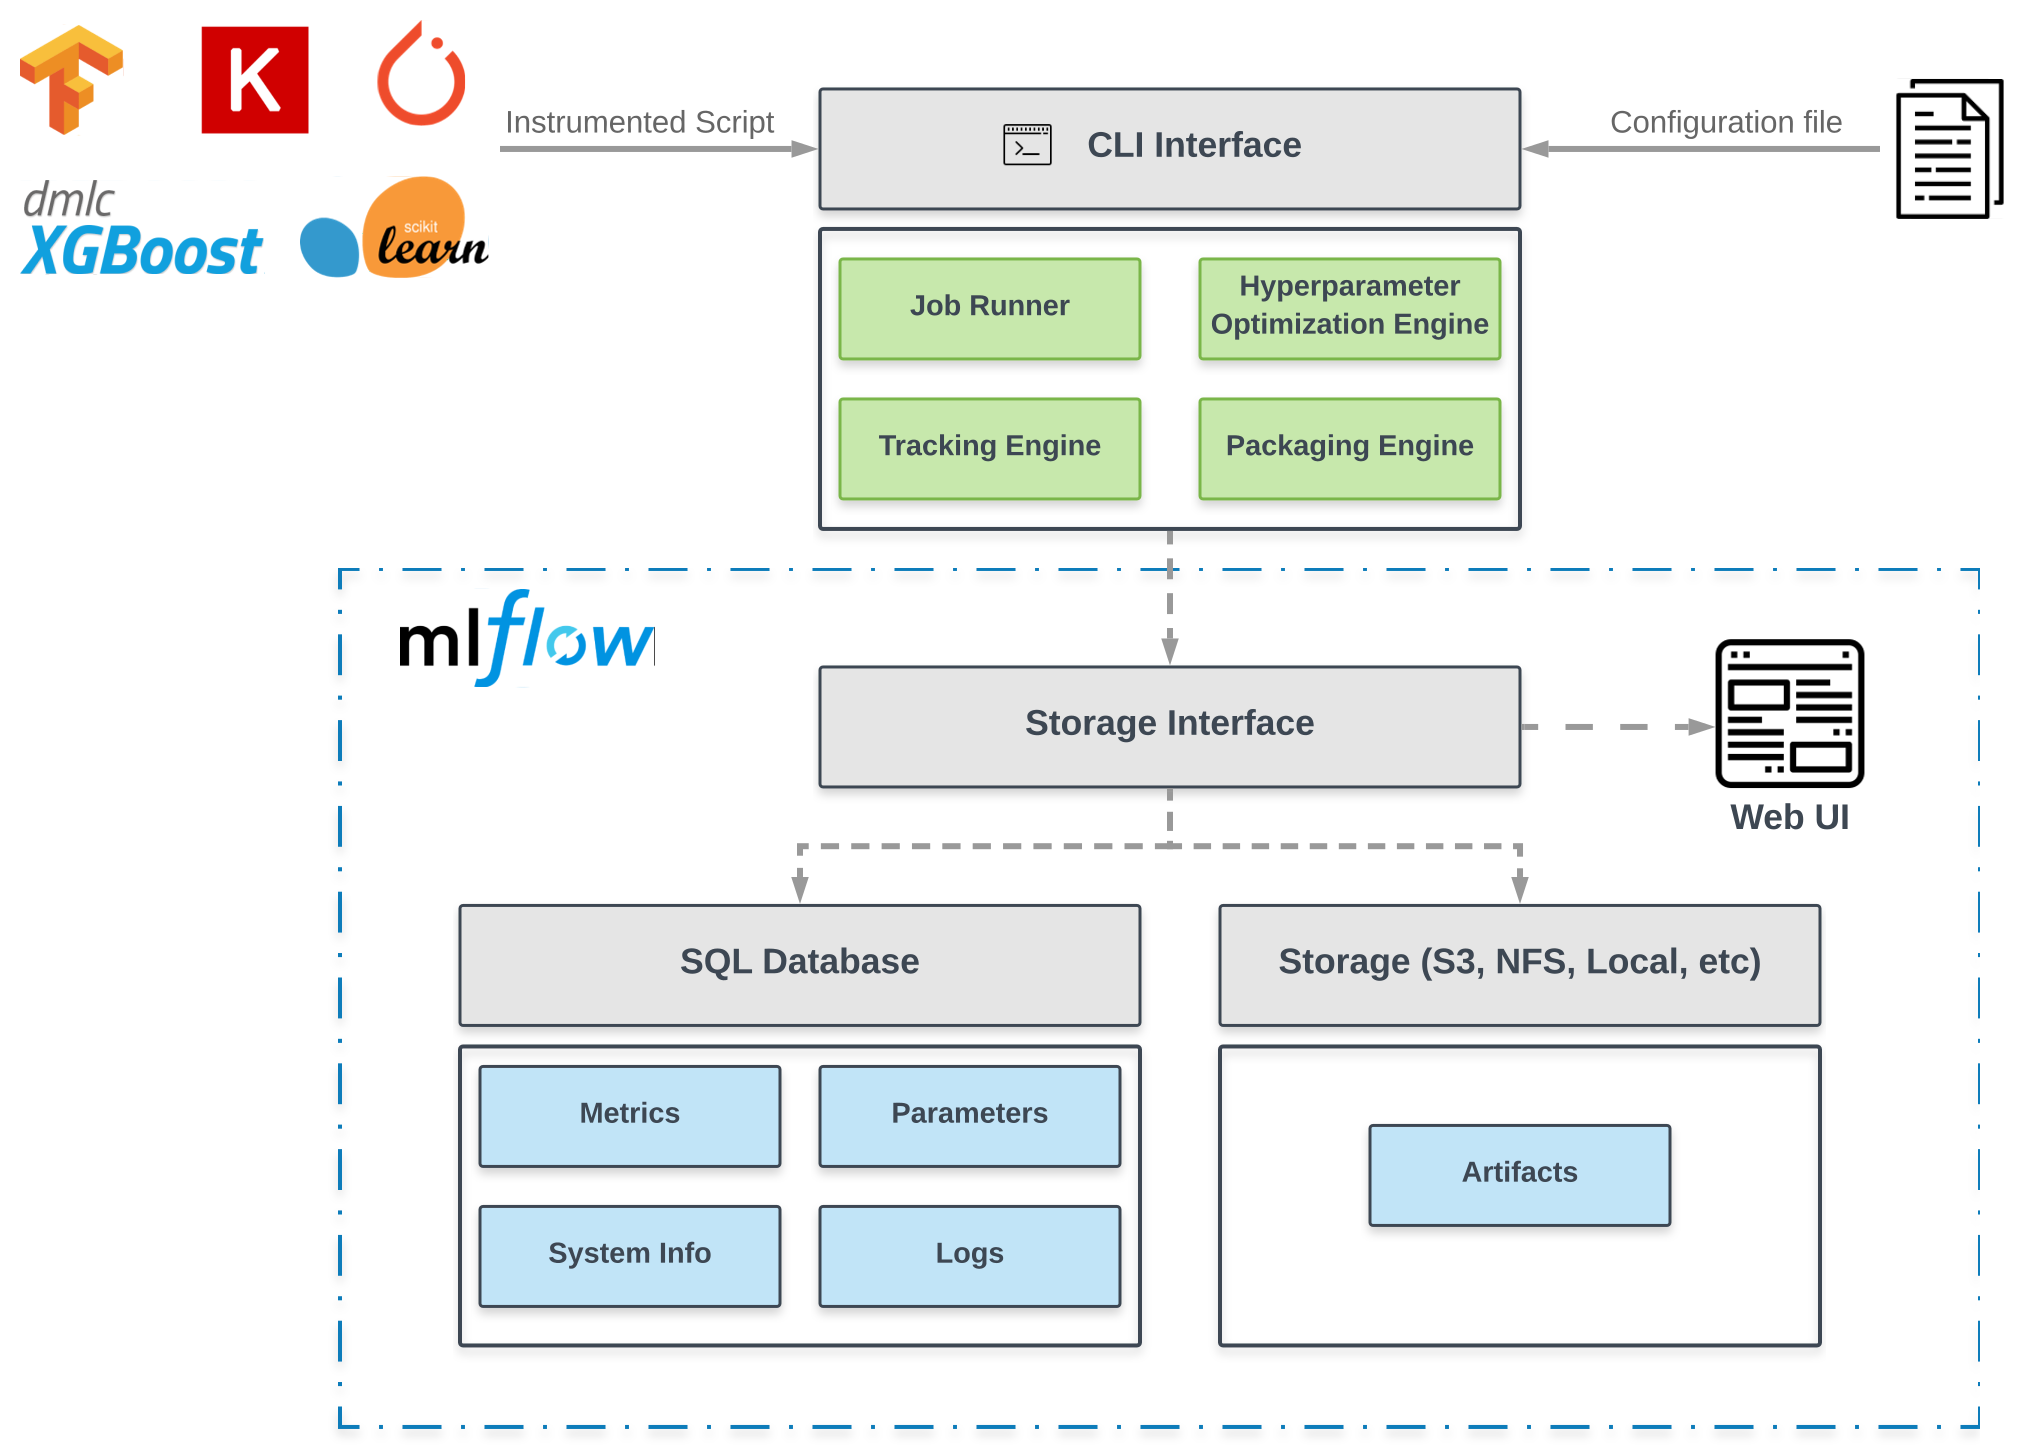 K
dmlc
XGBoost
scikit
learn
Instrumented Script
CLI Interface
Configuration file
Job Runner
Hyperparameter
Optimization Engine
Tracking Engine
Packaging Engine
mlflow
Storage Interface
Web UI
SQL Database
Storage (S3, NFS, Local, etc)
Metrics
Parameters
System Info
Logs
Artifacts